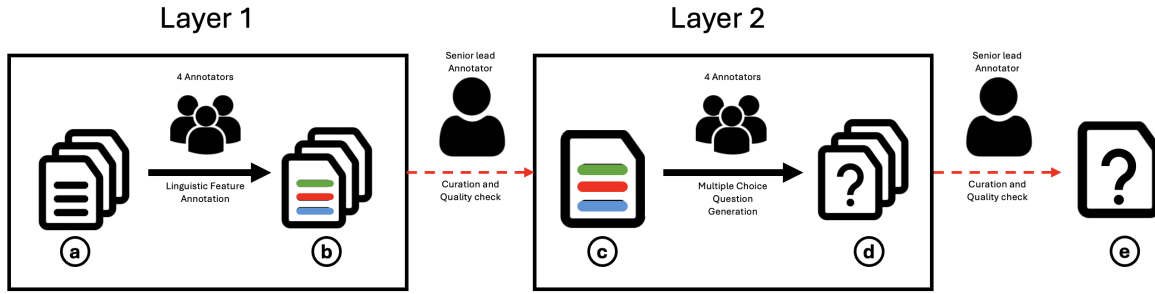 Layer 1
Layer 2
4 Annotators
Linguistic Feature
Annotation
a
b
Senior lead
Annotator
Curation and
Quality check
4 Annotators
Multiple Choice
Question
Generation
?
c
d
Senior lead
Annotator
Curation and
Quality check
?
e